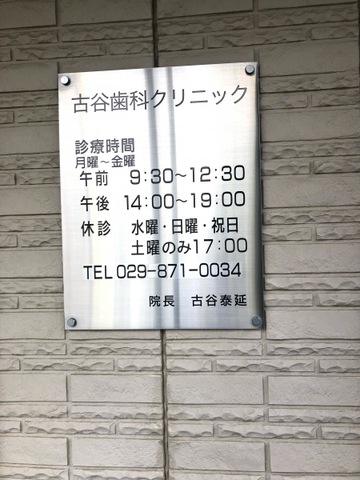 古谷歯科クリニック
診療時間
月曜～金曜
午前 9:30～12:30
午後 14:00～19:00
休診 水曜・日曜・祝日
土曜のみ17:00
TEL 029-871-0034
院長 古谷泰延